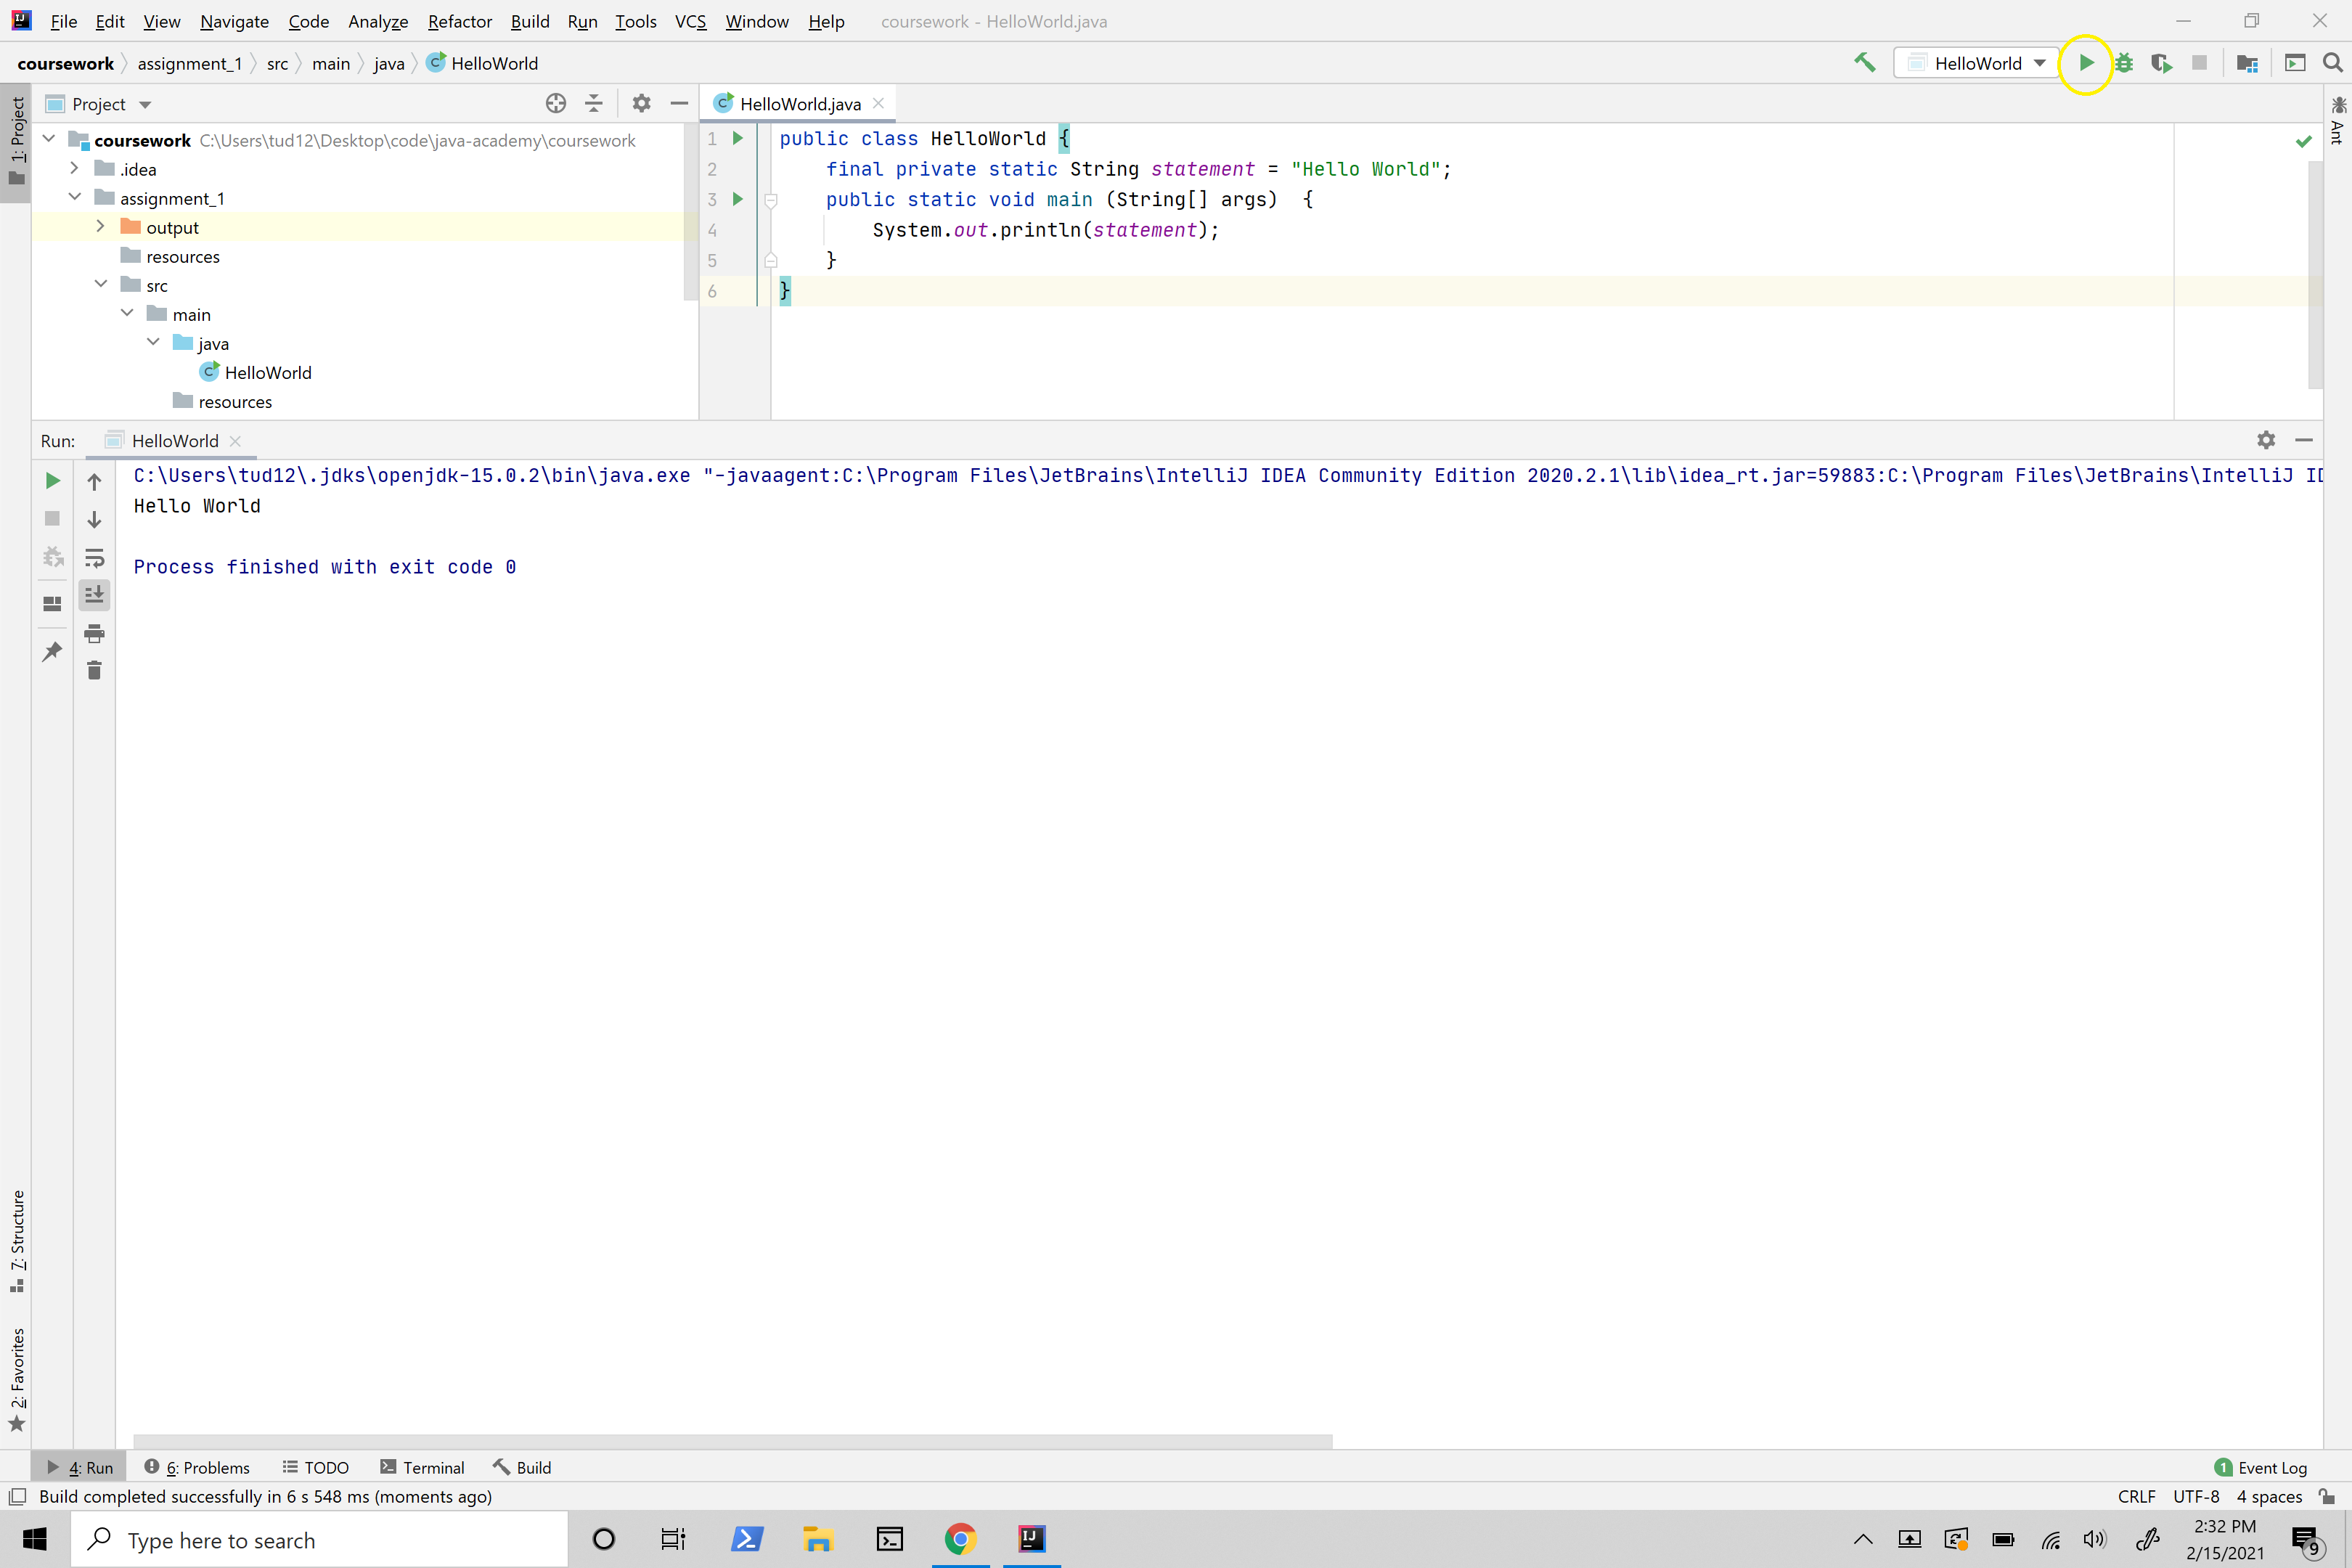 File Edit View Navigate Code Analyze Refactor Build Run Tools VCS Window Help coursework - HelloWorld.java
coursework assignment_1 src main java HelloWorld
HelloWorld
Project
HelloWorld.java
1: Project
Ant
coursework C:\Users\tud12\Desktop\code\java-academy\coursework
.idea
assignment_1
output
resources
src
main
java
HelloWorld
resources
1 public class HelloWorld {
2 final private static String statement = "Hello World";
3 public static void main (String[] args)  {
4 System.out.println(statement);
5 }
6 }
Run: HelloWorld
C:\Users\tud12\.jdks\openjdk-15.0.2\bin\java.exe "-javaagent:C:\Program Files\JetBrains\IntelliJ IDEA Community Edition 2020.2.1\lib\idea_rt.jar=59883:C:\Program Files\JetBrains\IntelliJ ID
Hello World
Process finished with exit code 0
7: Structure
2: Favorites
4: Run 6: Problems TODO Terminal Build 1 Event Log
Build completed successfully in 6 s 548 ms (moments ago) CRLF UTF-8 4 spaces
Type here to search
2:32 PM
2/15/2021
9